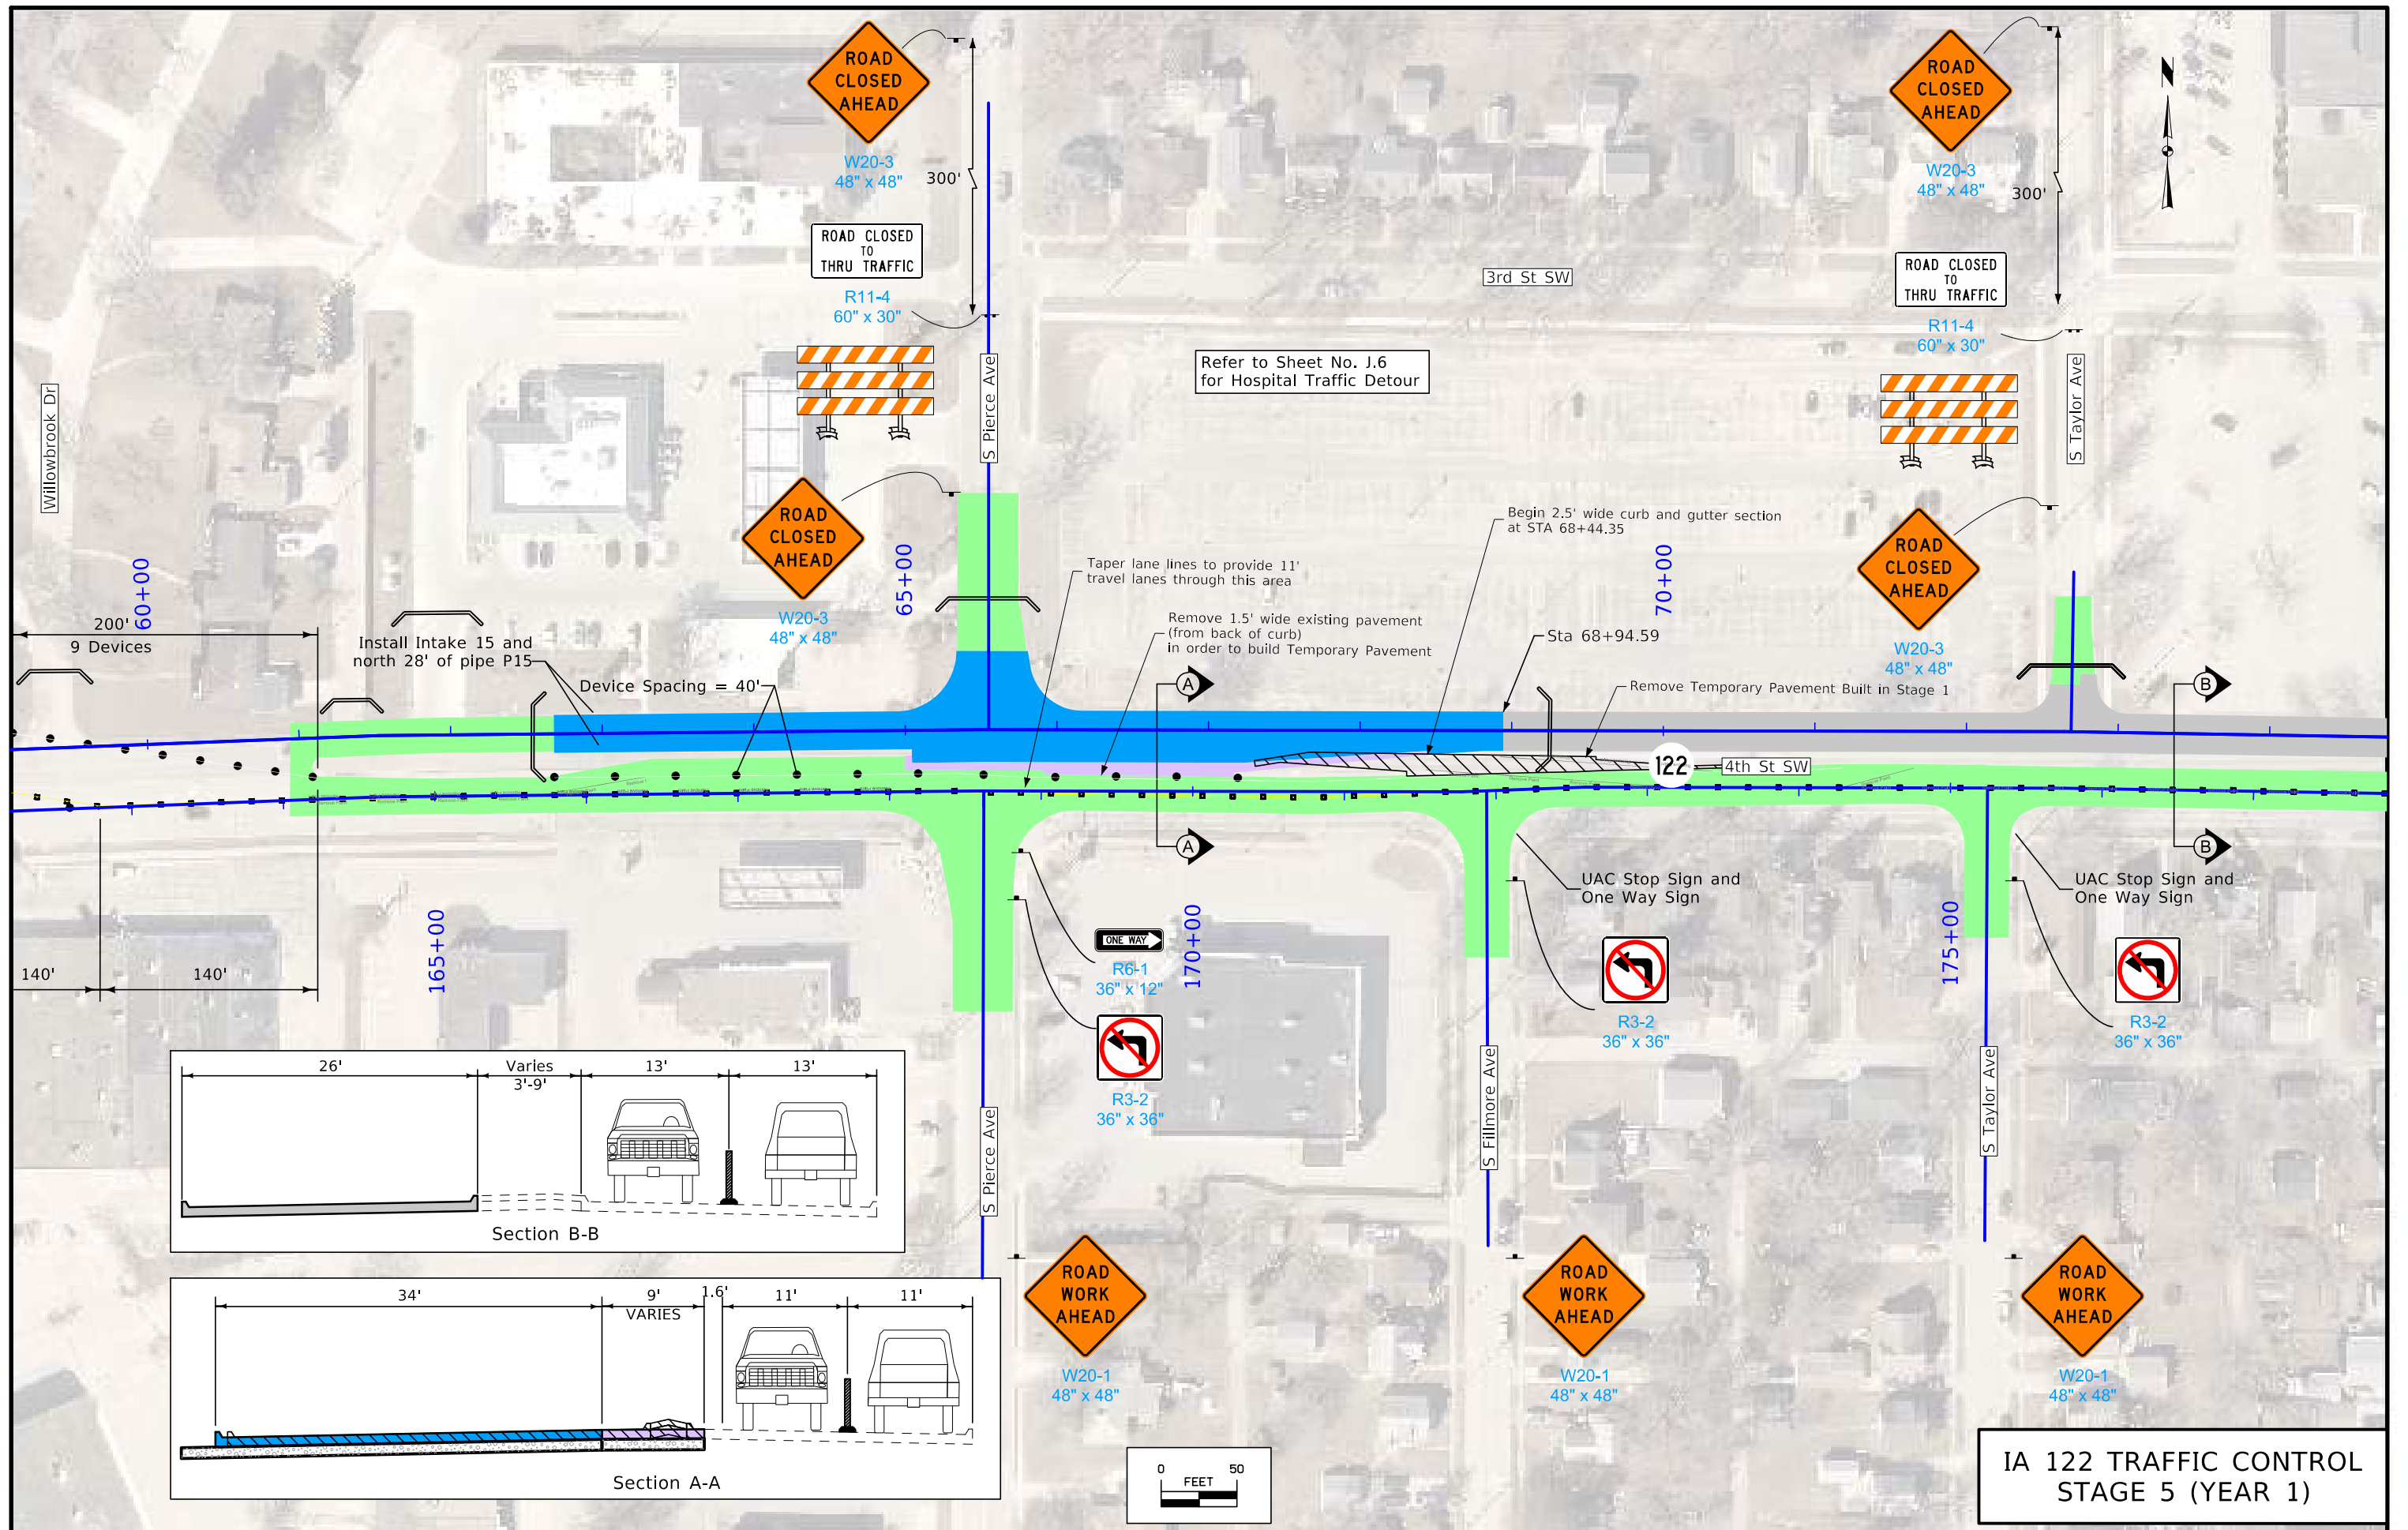 ROAD
CLOSED
AHEAD
W20-3
48" x 48"
300'
ROAD CLOSED
TO
THRU TRAFFIC
R11-4
60" x 30"
ROAD
CLOSED
AHEAD
W20-3
48" x 48"
300'
N
ROAD CLOSED
TO
THRU TRAFFIC
R11-4
60" x 30"
3rd St SW
Refer to Sheet No. J.6
for Hospital Traffic Detour
Willowbrook Dr
S Pierce Ave
S Taylor Ave
ROAD
CLOSED
AHEAD
W20-3
48" x 48"
ROAD
CLOSED
AHEAD
W20-3
48" x 48"
60+00
65+00
70+00
Begin 2.5' wide curb and gutter section
at STA 68+44.35
Taper lane lines to provide 11'
travel lanes through this area
Remove 1.5' wide existing pavement
(from back of curb)
in order to build Temporary Pavement
200'
9 Devices
Install Intake 15 and
north 28' of pipe P15
Device Spacing = 40'
Sta 68+94.59
Remove Temporary Pavement Built in Stage 1
A
B
122
4th St SW
A
B
UAC Stop Sign and
One Way Sign
UAC Stop Sign and
One Way Sign
165+00
170+00
175+00
140'
140'
ONE WAY
R6-1
36" x 12"
R3-2
36" x 36"
R3-2
36" x 36"
R3-2
36" x 36"
S Pierce Ave
S Fillmore Ave
S Taylor Ave
26'
Varies
3'-9'
13'
13'
Section B-B
34'
9'
VARIES
1.6'
11'
11'
Section A-A
ROAD
WORK
AHEAD
W20-1
48" x 48"
ROAD
WORK
AHEAD
W20-1
48" x 48"
ROAD
WORK
AHEAD
W20-1
48" x 48"
0 50
FEET
IA 122 TRAFFIC CONTROL
STAGE 5 (YEAR 1)